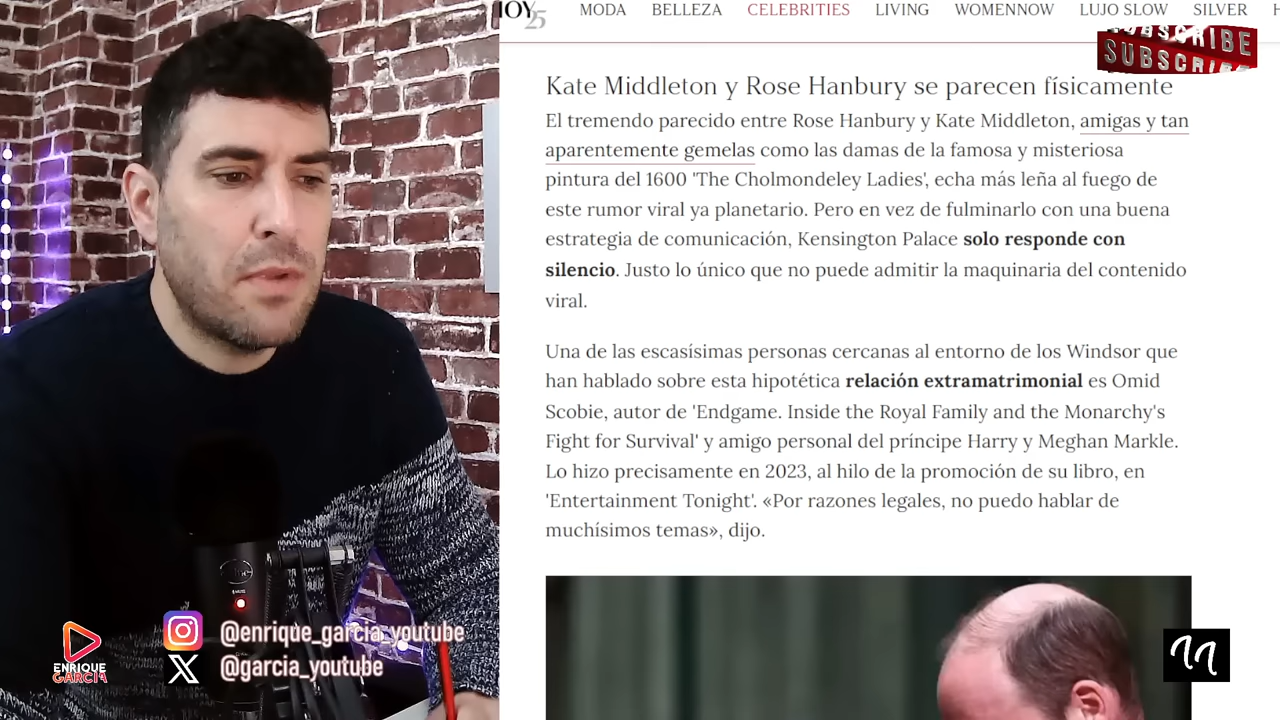 HOY
25
MODA BELLEZA CELEBRITIES LIVING WOMENNOW LUJO SLOW SILVER H
SUBSCRIBE
SUBSCRIBE
Kate Middleton y Rose Hanbury se parecen físicamente
El tremendo parecido entre Rose Hanbury y Kate Middleton, amigas y tan
aparentemente gemelas como las damas de la famosa y misteriosa
pintura del 1600 'The Cholmondeley Ladies', echa más leña al fuego de
este rumor viral ya planetario. Pero en vez de fulminarlo con una buena
estrategia de comunicación, Kensington Palace solo responde con
silencio. Justo lo único que no puede admitir la maquinaria del contenido
viral.
Una de las escasísimas personas cercanas al entorno de los Windsor que
han hablado sobre esta hipotética relación extramatrimonial es Omid
Scobie, autor de 'Endgame. Inside the Royal Family and the Monarchy's
Fight for Survival' y amigo personal del príncipe Harry y Meghan Markle.
Lo hizo precisamente en 2023, al hilo de la promoción de su libro, en
'Entertainment Tonight'. «Por razones legales, no puedo hablar de
muchísimos temas», dijo.
ENRIQUE
GARCIA
@enrique_garcia_youtube
@garcia_youtube